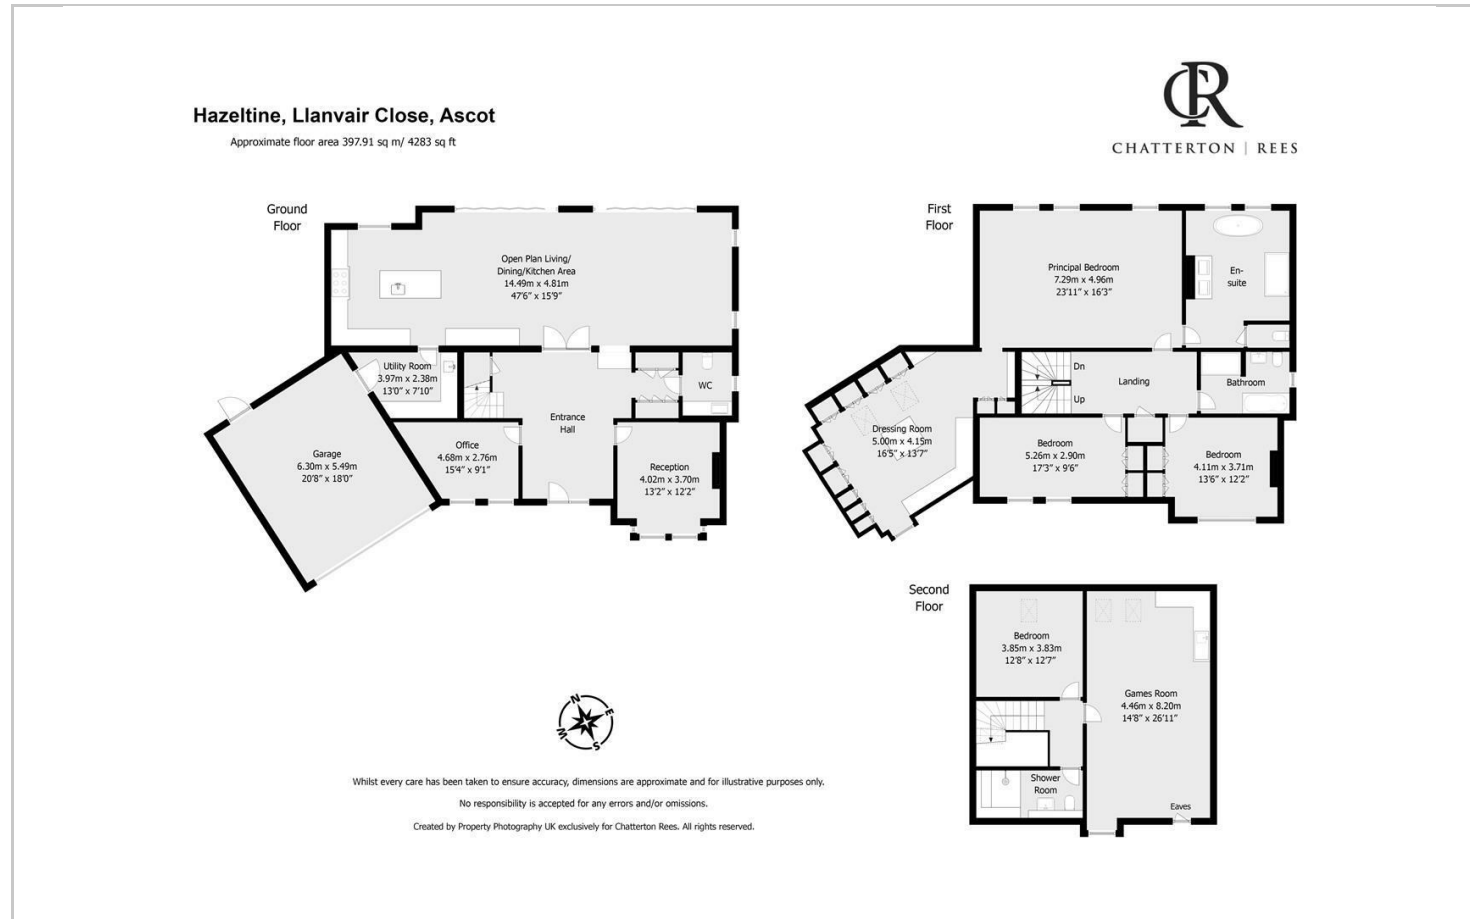 Hazeltine, Llanvair Close, Ascot
Approximate floor area 397.91 sq m/ 4283 sq ft
CR
CHATTERTON | REES
Ground
Floor
Open Plan Living/
Dining/Kitchen Area
14.49m x 4.81m
47'6" x 15'9"
Utility Room
3.97m x 2.38m
13'0" x 7'10"
WC
Entrance
Hall
Office
4.68m x 2.76m
15'4" x 9'1"
Garage
6.30m x 5.49m
20'8" x 18'0"
Reception
4.02m x 3.70m
13'2" x 12'2"
First
Floor
Principal Bedroom
7.29m x 4.96m
23'11" x 16'3"
En-
suite
Dn
Landing
Up
Bathroom
Dressing Room
5.00m x 4.15m
16'5" x 13'7"
Bedroom
5.26m x 2.90m
17'3" x 9'6"
Bedroom
4.11m x 3.71m
13'6" x 12'2"
Second
Floor
Bedroom
3.85m x 3.83m
12'8" x 12'7"
Games Room
4.46m x 8.20m
14'8" x 26'11"
Shower
Room
Eaves
N
E
S
W
Whilst every care has been taken to ensure accuracy, dimensions are approximate and for illustrative purposes only.
No responsibility is accepted for any errors and/or omissions.
Created by Property Photography UK exclusively for Chatterton Rees. All rights reserved.